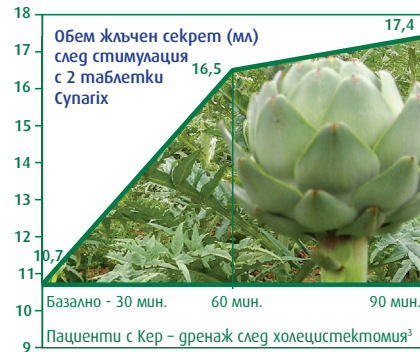 18
17
16
15
14
13
12
11
10
9
Обем жлъчен секрет (мл)
след стимулация
с 2 таблетки
Cynarix
10,7
16,5
17,4
Базално - 30 мин. 60 мин. 90 мин.
Пациенти с Кер – дренаж след холецистектомия³